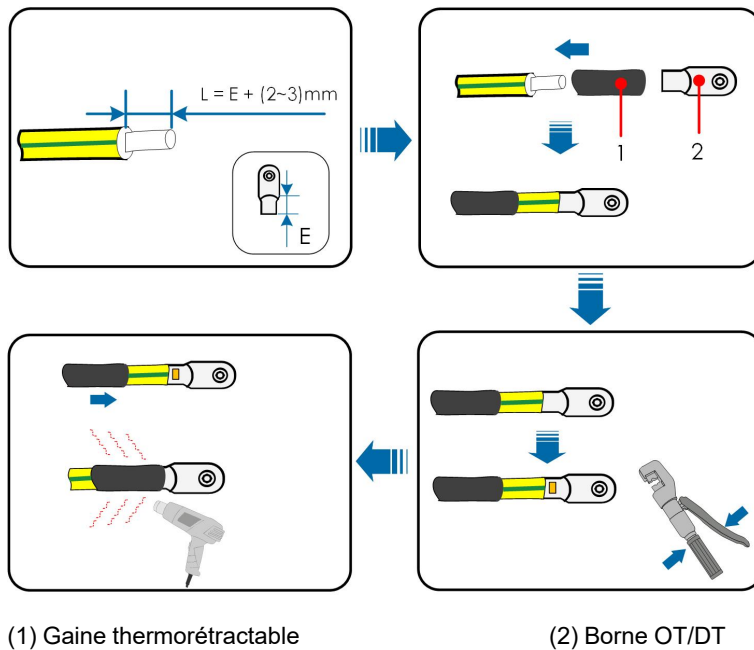 L = E + (2~3)mm
E
1
2
(1) Gaine thermorétractable
(2) Borne OT/DT